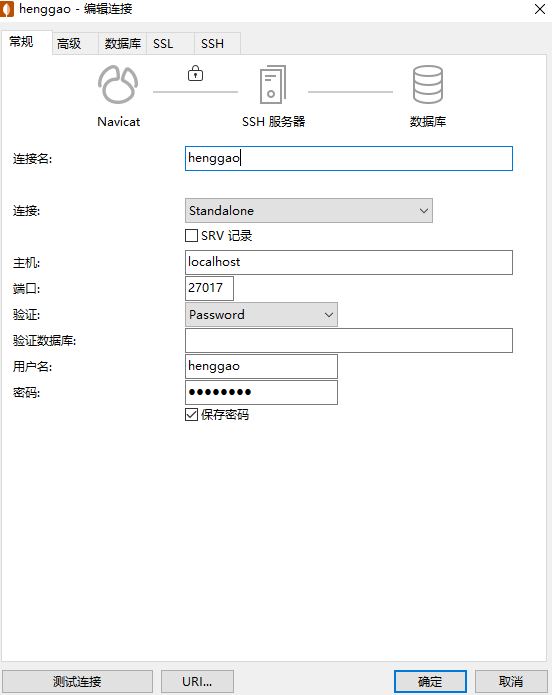 henggao - 编辑连接
常规 高级 数据库 SSL SSH
Navicat SSH 服务器 数据库
连接名: henggao
连接: Standalone
SRV 记录
主机: localhost
端口: 27017
验证: Password
验证数据库:
用户名: henggao
密码: ●●●●●●●●
保存密码
测试连接 URI... 确定 取消